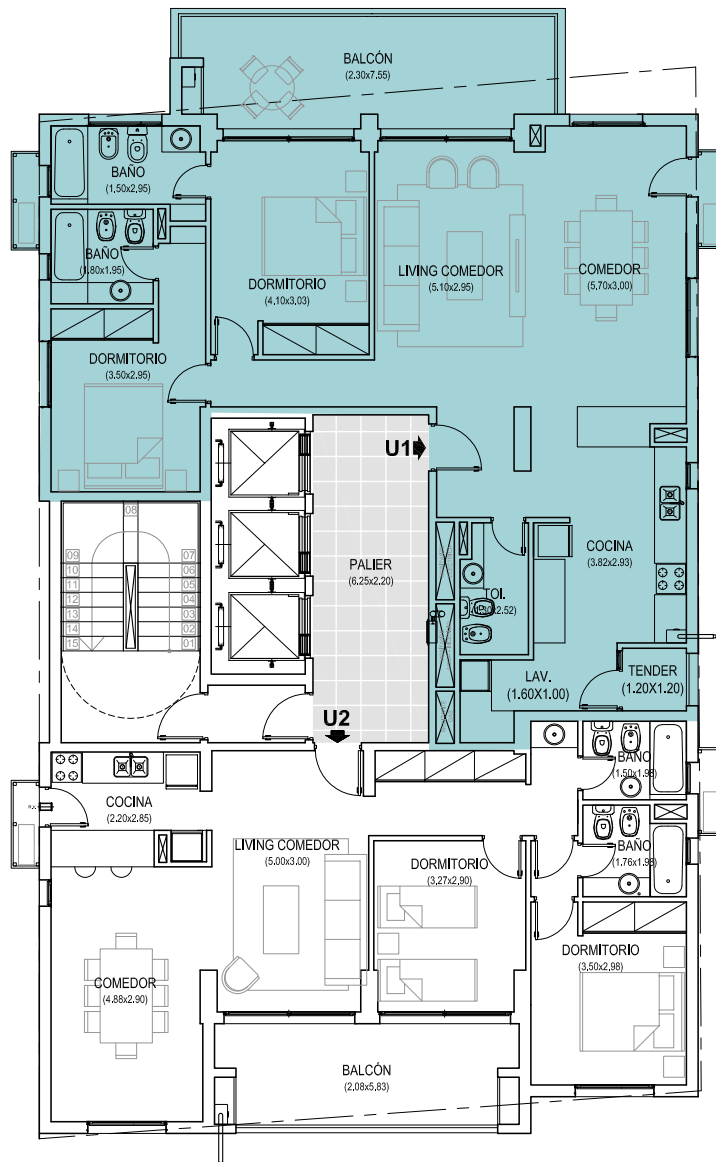 BALCÓN
(2.30x7.55)
BAÑO
(1,50x2,95)
BAÑO
(1.80x1.95)
DORMITORIO
(4,10x3,03)
LIVING COMEDOR
(5.10x2.95)
COMEDOR
(5,70x3,00)
DORMITORIO
(3.50x2.95)
U1
08
09
10
11
12
13
14
15
07
06
05
04
03
02
01
PALIER
(6.25x2.20)
COCINA
(3.82x2.93)
TOI.
LAV.
(1.60X1.00)
TENDER
(1.20X1.20)
U2
COCINA
(2.20x2.85)
BAÑO
(1.50x1.98)
LIVING COMEDOR
(5.00x3.00)
DORMITORIO
(3,27x2,90)
BAÑO
(1.76x1.98)
COMEDOR
(4.88x2.90)
DORMITORIO
(3,50x2,98)
BALCÓN
(2,08x5,83)